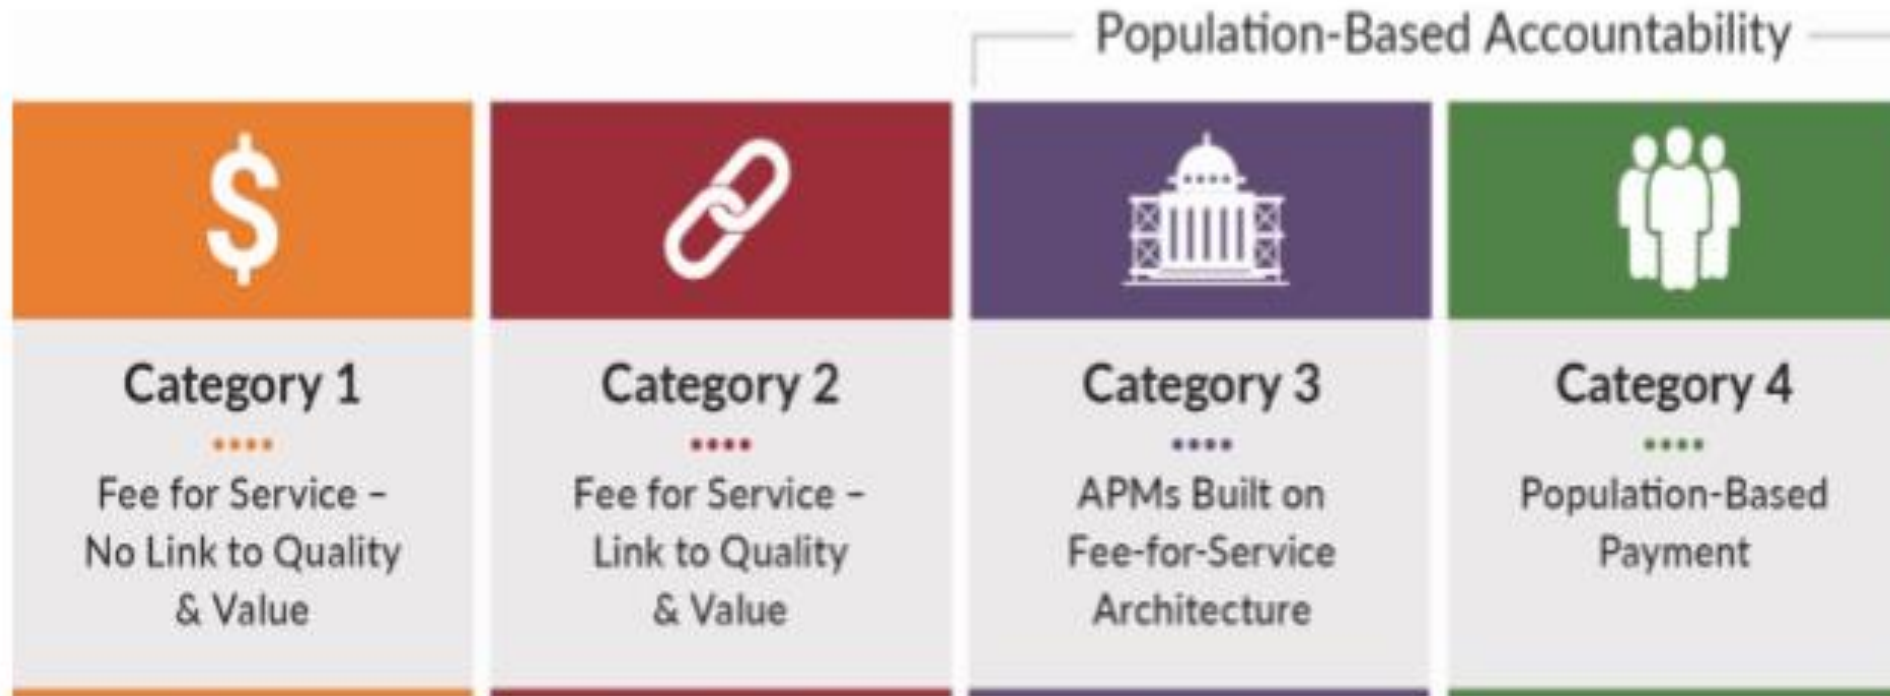 Population-Based Accountability
Category 1
Fee for Service –
No Link to Quality
& Value
Category 2
Fee for Service –
Link to Quality
& Value
Category 3
APMs Built on
Fee-for-Service
Architecture
Category 4
Population-Based
Payment